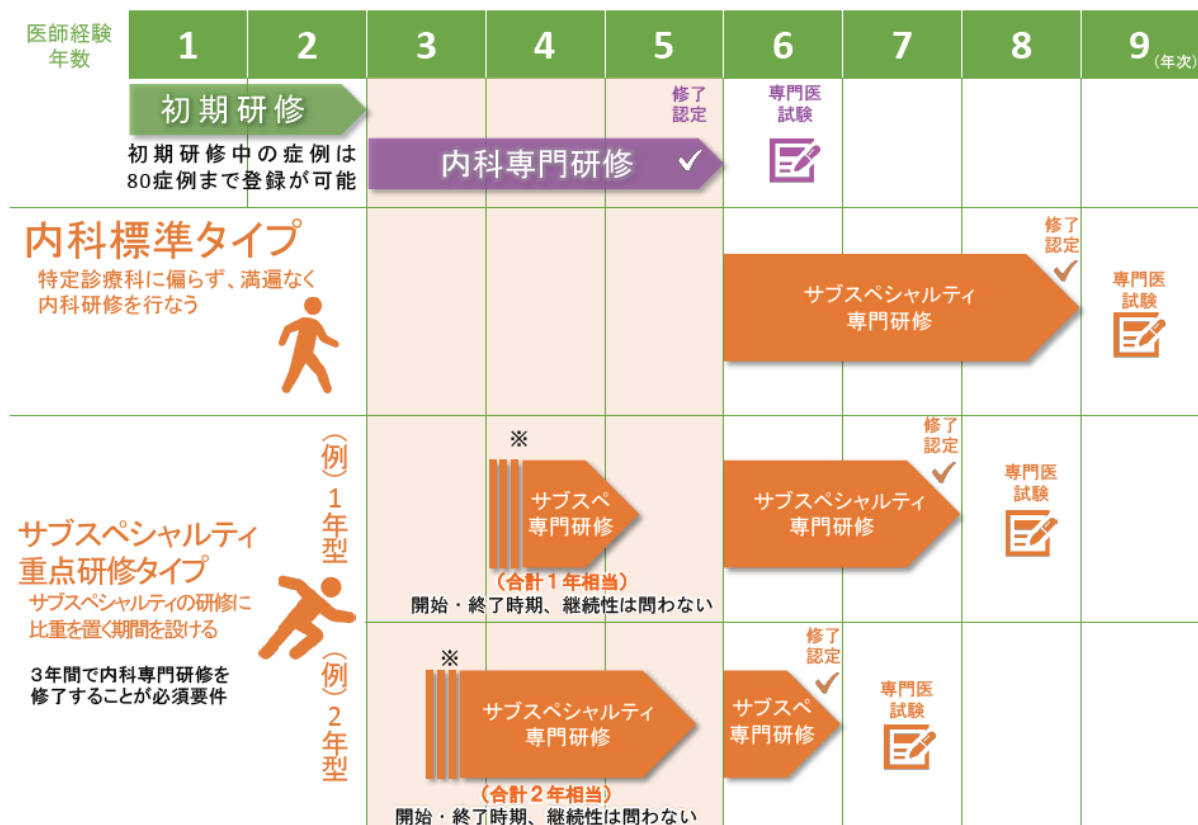 医師経験
年数
1
2
3
4
5
6
7
8
9(年次)
初期研修
初期研修中の症例は
80症例まで登録が可能
修了
認定
内科専門研修
専門医
試験
内科標準タイプ
特定診療科に偏らず、満遍なく
内科研修を行なう
サブスペシャルティ
専門研修
修了
認定
専門医
試験
サブスペシャルティ
重点研修タイプ
サブスペシャルティの研修に
比重を置く期間を設ける
3年間で内科専門研修を
修了することが必須要件
(例)1年型
※
サブスペ
専門研修
(合計1年相当)
開始・終了時期、継続性は問わない
サブスペシャルティ
専門研修
修了
認定
専門医
試験
(例)2年型
※
サブスペシャルティ
専門研修
(合計2年相当)
開始・終了時期、継続性は問わない
サブスペ
専門研修
修了
認定
専門医
試験